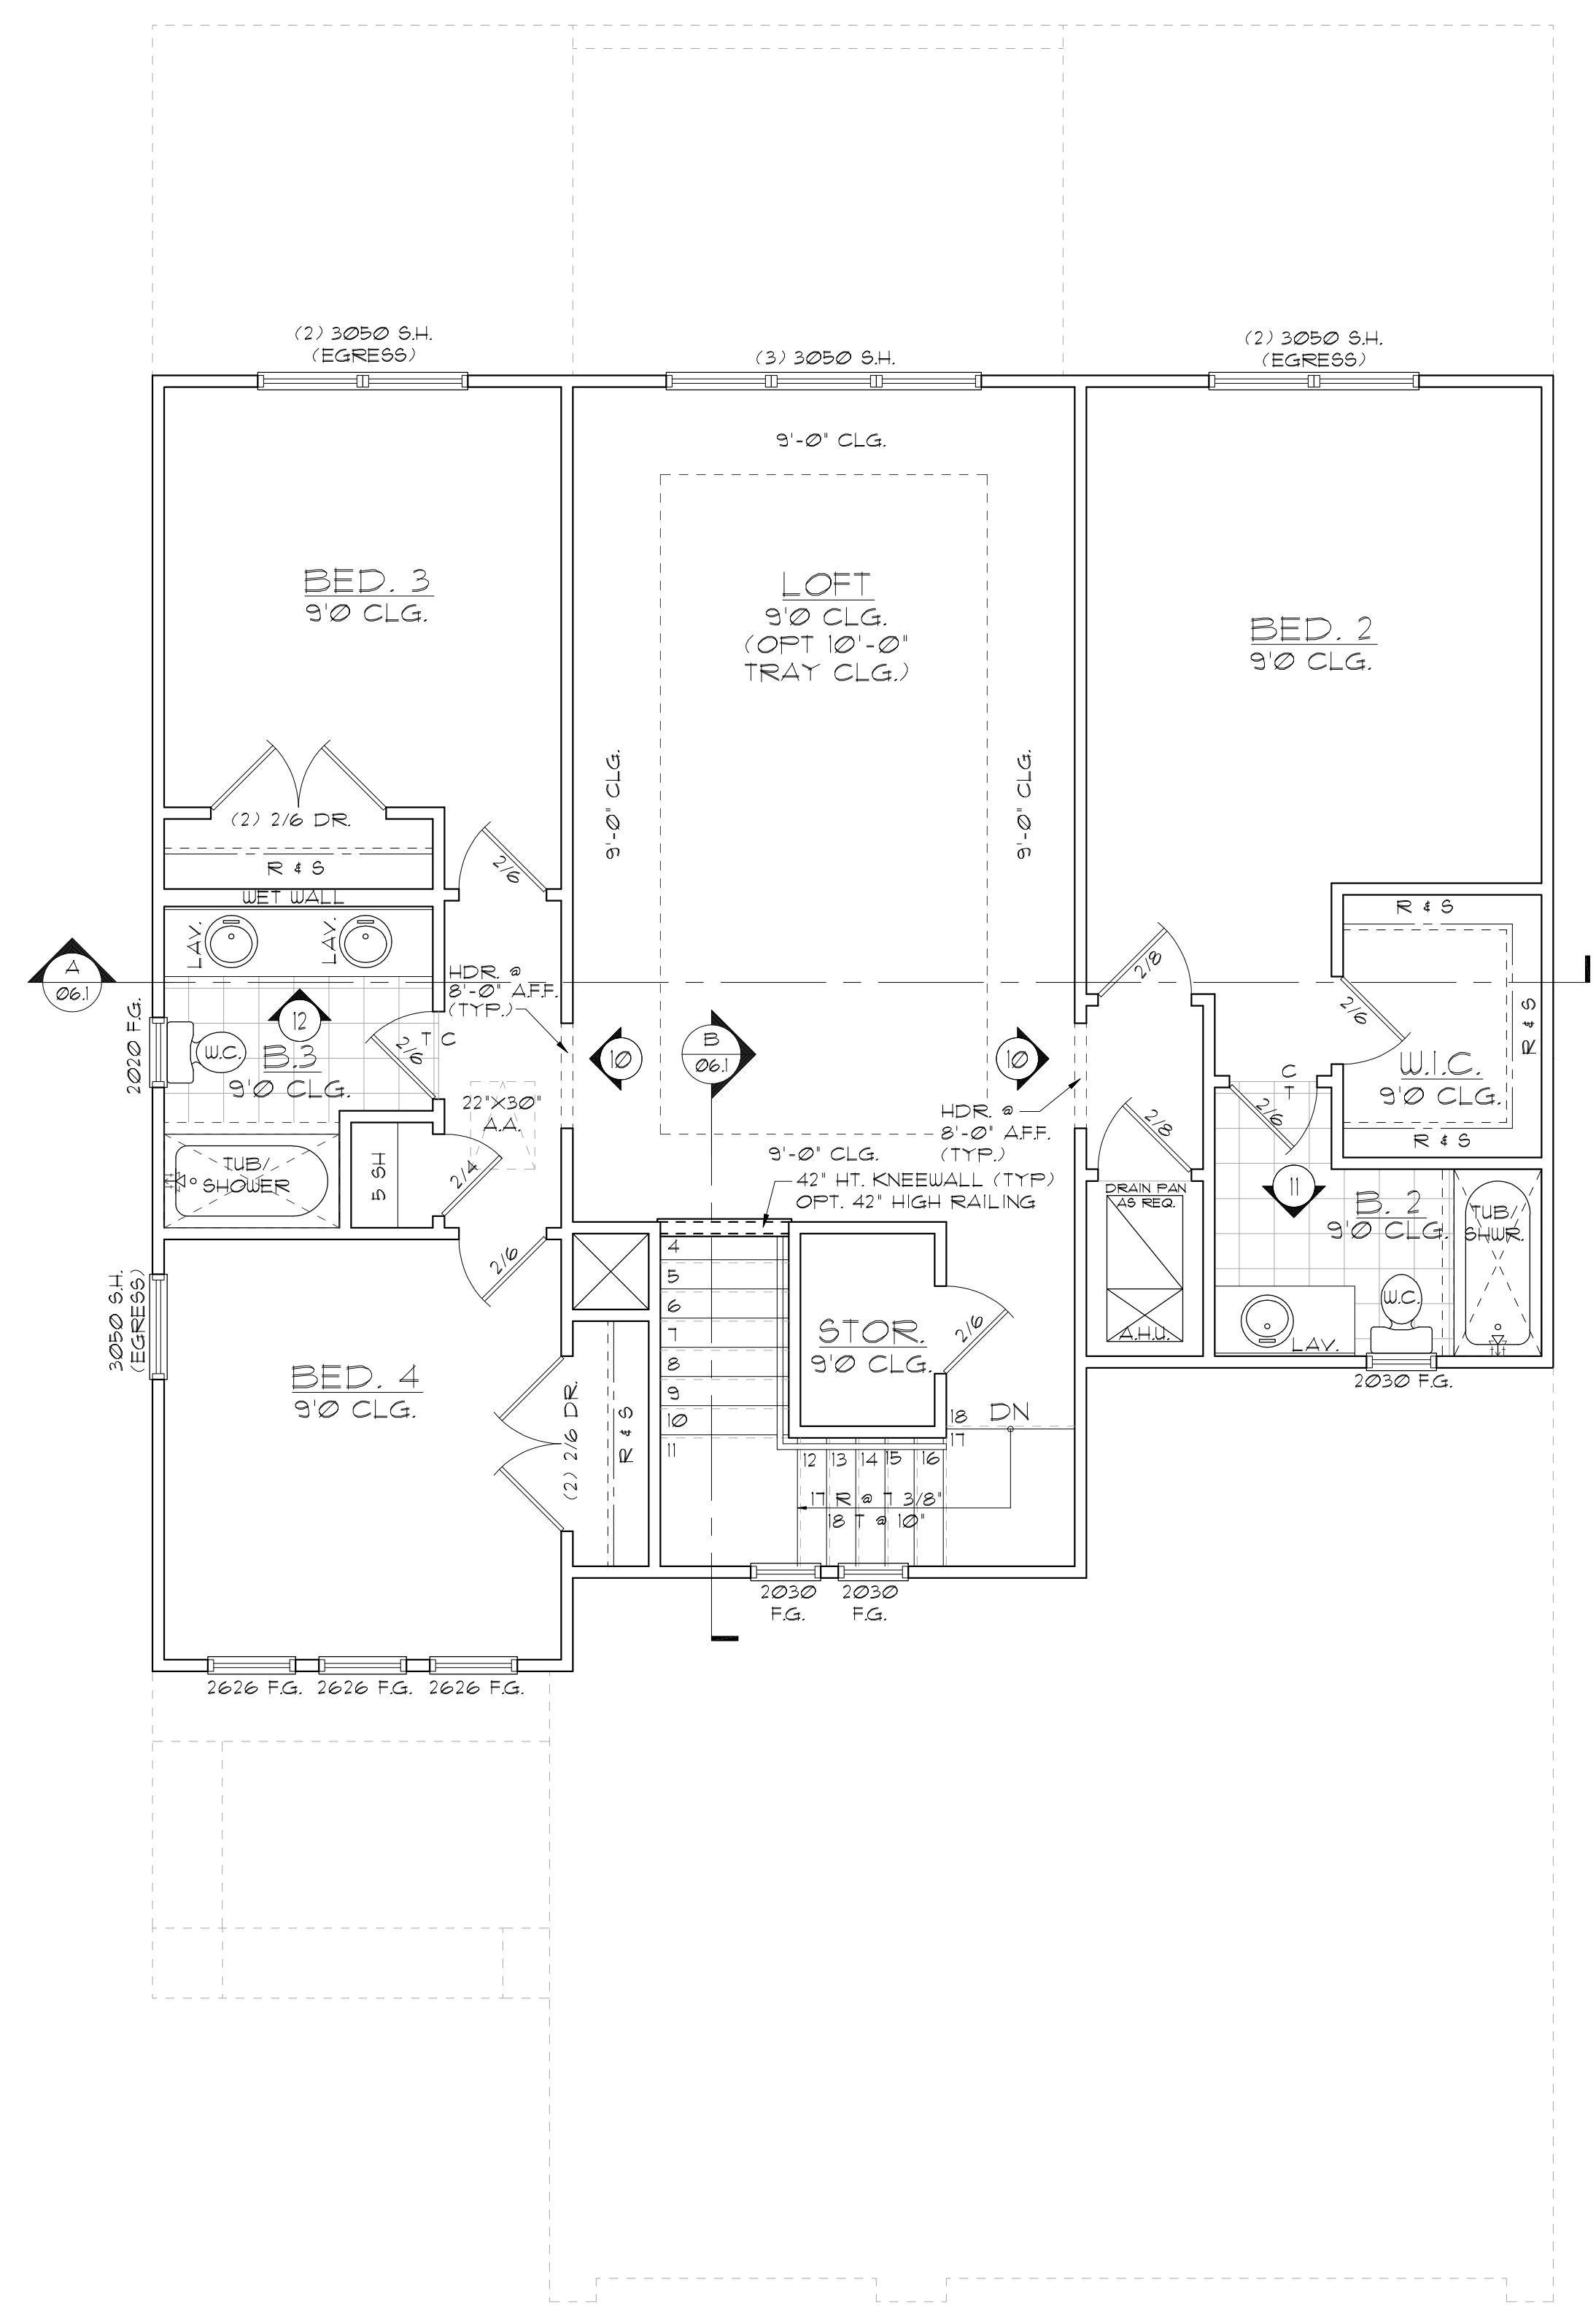 (2) 3050 S.H.
(EGRESS)
(3) 3050 S.H.
(2) 3050 S.H.
(EGRESS)
9'-0" CLG.
BED. 3
9'0 CLG.
LOFT
9'0 CLG.
(OPT 10'-0"
TRAY CLG.)
BED. 2
9'0 CLG.
9'-0" CLG.
9'-0" CLG.
(2) 2/6 DR.
R & S
2/6
WET WALL
LAV.
LAV.
A
06.1
HDR. @
8'-0" A.F.F.
(TYP.)
2/8
R & S
2/6
R & S
W.I.C.
9'0 CLG.
R & S
2020 F.G.
12
W.C.
B.3
9'0 CLG.
2/6
T C
10
B
06.1
10
C
T
2/6
22"X30"
A.A.
HDR. @
8'-0" A.F.F.
(TYP.)
2/8
9'-0" CLG.
42" HT. KNEEWALL (TYP)
OPT. 42" HIGH RAILING
TUB/
SHOWER
5 SH
2/4
DRAIN PAN
AS REQ.
11
B. 2
9'0 CLG.
TUB/
SHWR.
3050 S.H.
(EGRESS)
2/6
4
5
6
7
8
9
10
11
STOR.
9'0 CLG.
2/6
A.H.U.
LAV.
W.C.
2030 F.G.
BED. 4
9'0 CLG.
(2) 2/6 DR.
R & S
18
DN
17
12
13
14
15
16
17 R @ 7 3/8"
18 T @ 10"
2030
F.G.
2030
F.G.
2626 F.G.
2626 F.G.
2626 F.G.